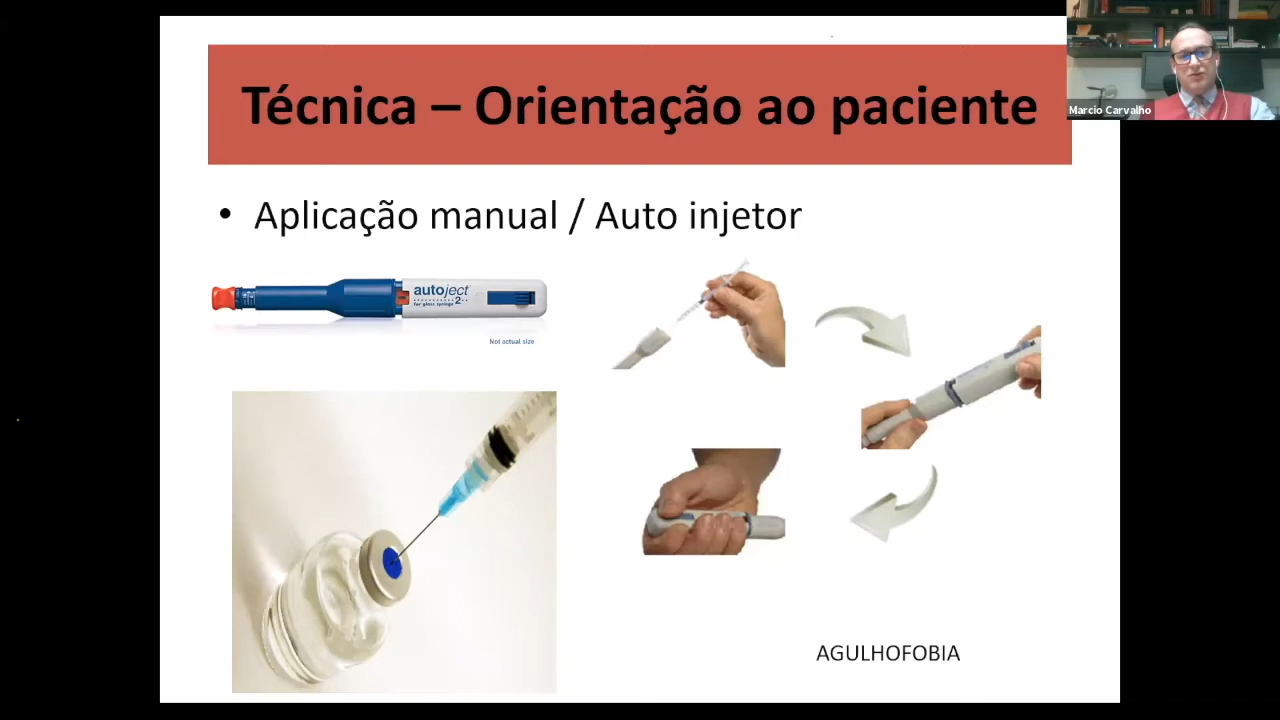 Técnica – Orientação ao paciente
Marcio Carvalho
• Aplicação manual / Auto injetor
autoject
for glass syringe 2
Not actual size
AGULHOFOBIA